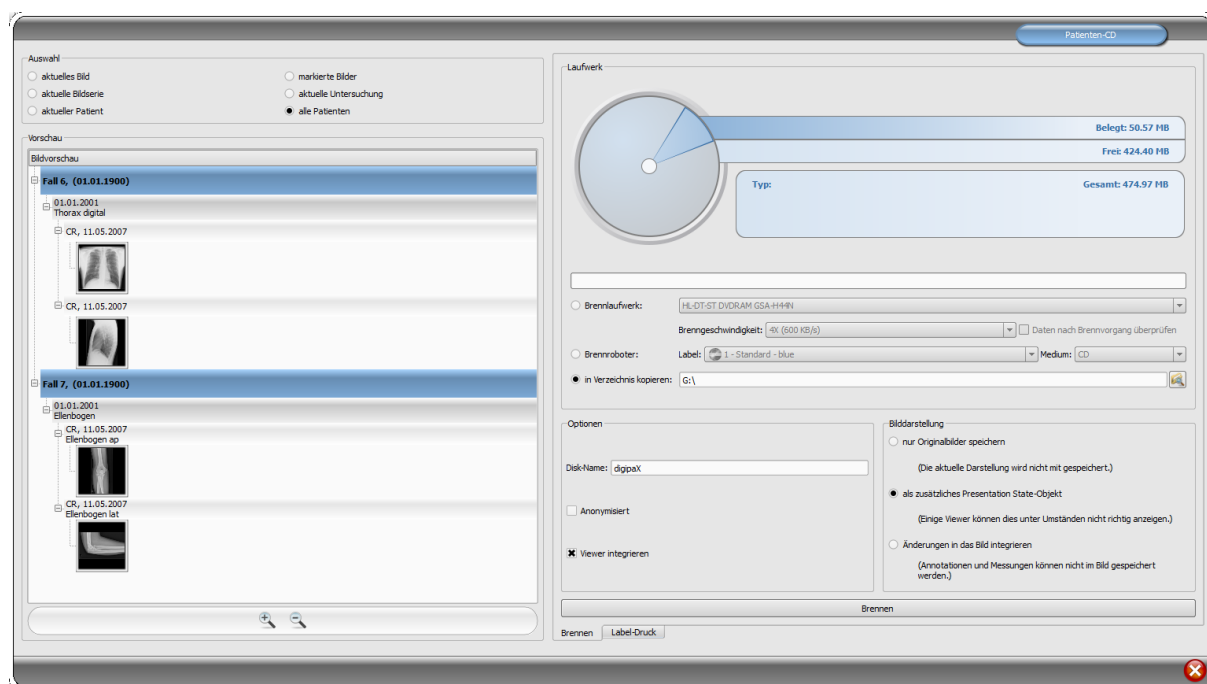 Patienten-CD
Auswahl
aktuelles Bild
markierte Bilder
aktuelle Bildserie
aktuelle Untersuchung
aktueller Patient
alle Patienten
Vorschau
Bildvorschau
Fall 6, (01.01.1900)
01.01.2001
Thorax digital
CR, 11.05.2007
CR, 11.05.2007
Fall 7, (01.01.1900)
01.01.2001
Ellenbogen
CR, 11.05.2007
Ellenbogen ap
CR, 11.05.2007
Ellenbogen lat
Laufwerk
Belegt: 50.57 MB
Frei: 424.40 MB
Typ: Gesamt: 474.97 MB
Brennlaufwerk: HL-DT-ST DVDRAM GSA-H44N
Brenngeschwindigkeit: 4X (600 KB/s) Daten nach Brennvorgang überprüfen
Brennroboter: Label: 1 - Standard - blue Medium: CD
in Verzeichnis kopieren: G:\
Optionen
Disk-Name: digipaX
Anonymisiert
Viewer integrieren
Bilddarstellung
nur Originalbilder speichern
(Die aktuelle Darstellung wird nicht mit gespeichert.)
als zusätzliches Presentation State-Objekt
(Einige Viewer können dies unter Umständen nicht richtig anzeigen.)
Änderungen in das Bild integrieren
(Annotationen und Messungen können nicht im Bild gespeichert
werden.)
Brennen
Brennen Label-Druck